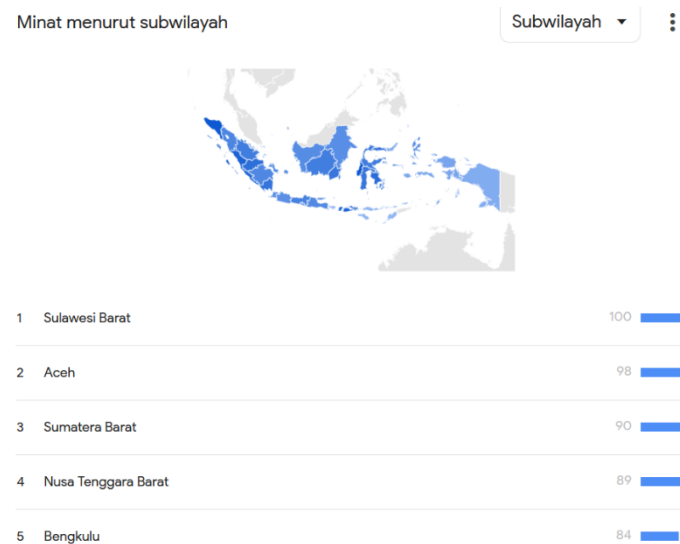 Minat menurut subwilayah
Subwilayah
1 Sulawesi Barat 100
2 Aceh 98
3 Sumatera Barat 90
4 Nusa Tenggara Barat 89
5 Bengkulu 84